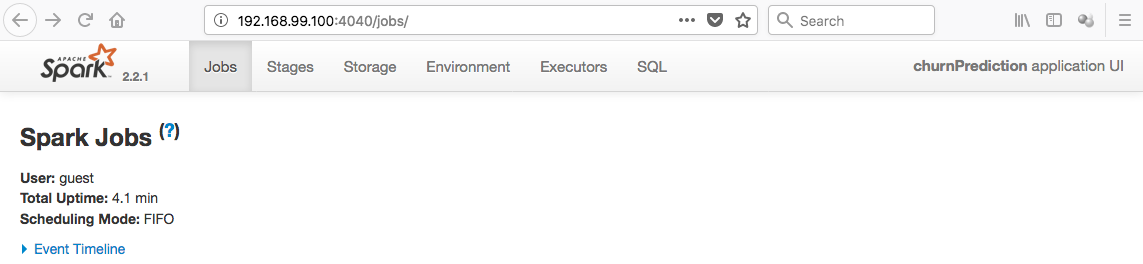 192.168.99.100:4040/jobs/ Search
APACHE Spark 2.2.1 Jobs Stages Storage Environment Executors SQL churnPrediction application UI
Spark Jobs (?)
User: guest
Total Uptime: 4.1 min
Scheduling Mode: FIFO
Event Timeline